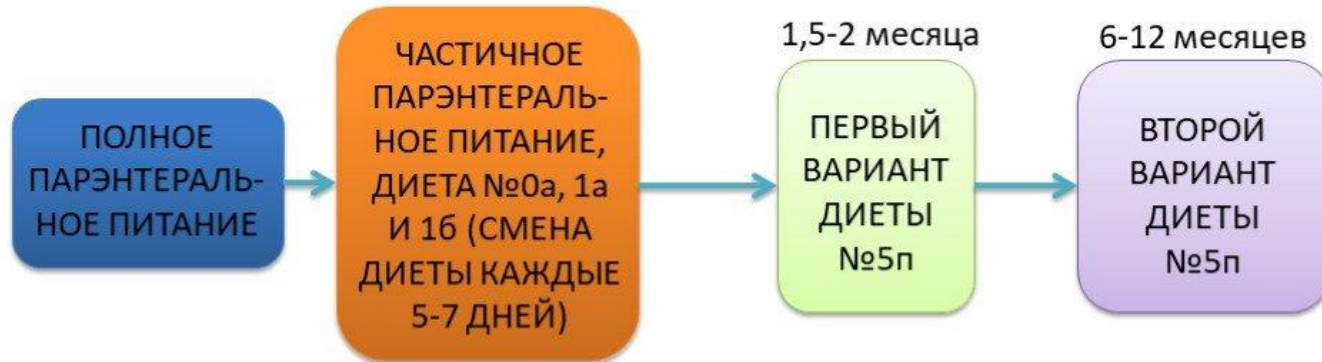 ПОЛНОЕ
ПАРЭНТЕРАЛЬ-
НОЕ ПИТАНИЕ
ЧАСТИЧНОЕ
ПАРЭНТЕРАЛЬ-
НОЕ ПИТАНИЕ,
ДИЕТА №0а, 1а
И 1б (СМЕНА
ДИЕТЫ КАЖДЫЕ
5-7 ДНЕЙ)
1,5-2 месяца
ПЕРВЫЙ
ВАРИАНТ
ДИЕТЫ
№5п
6-12 месяцев
ВТОРОЙ
ВАРИАНТ
ДИЕТЫ
№5п